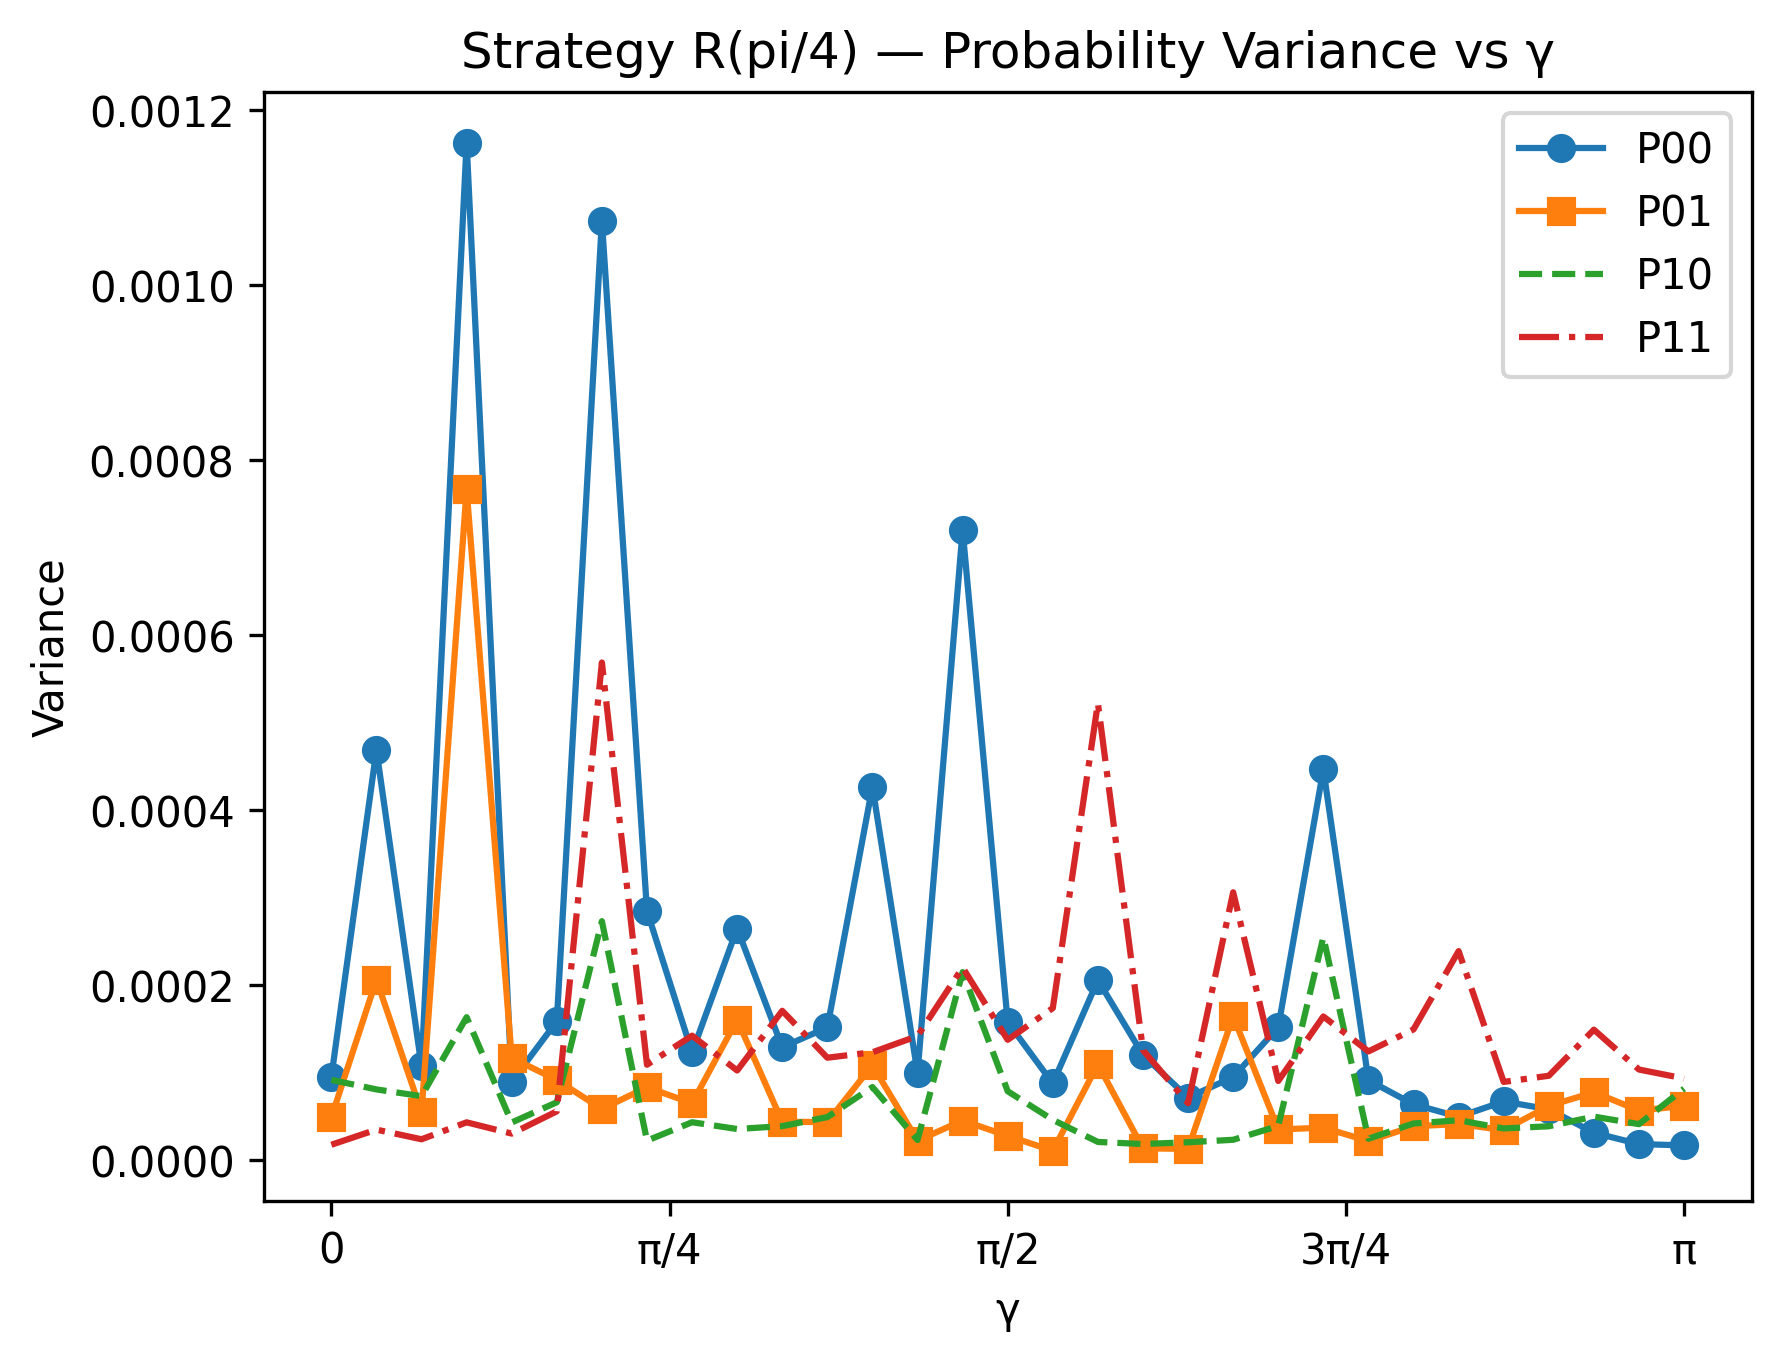 Strategy R(pi/4) — Probability Variance vs γ
0.0012
0.0010
0.0008
0.0006
0.0004
0.0002
0.0000
Variance
P00
P01
P10
P11
0 π/4 π/2 3π/4 π
γ